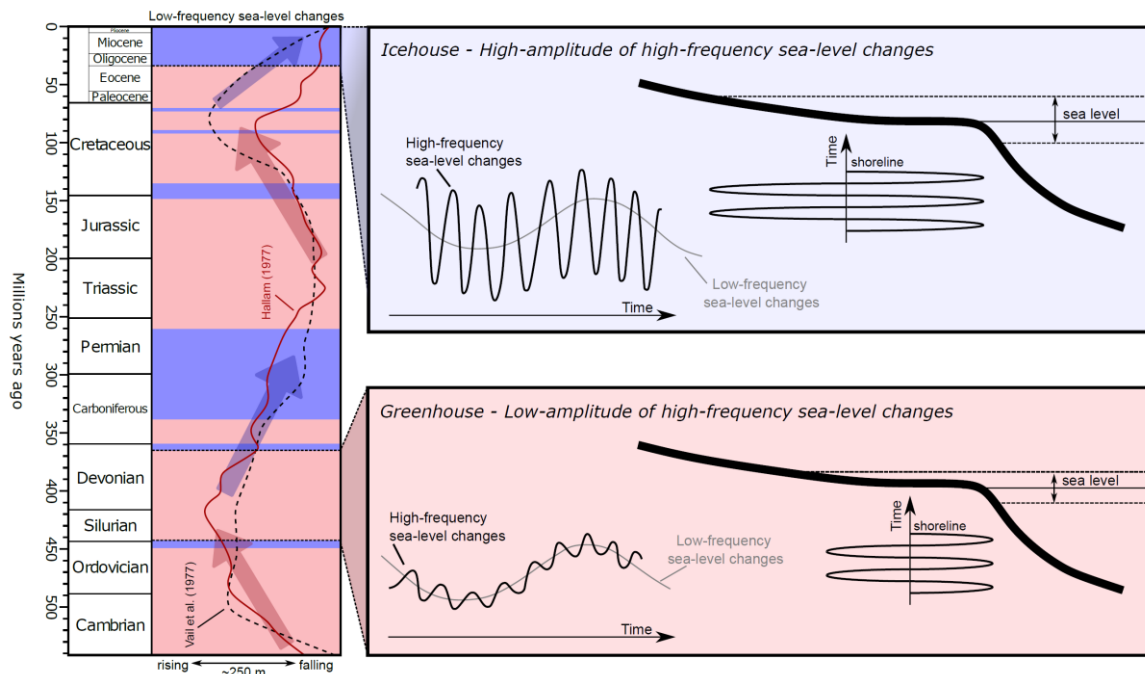 Low-frequency sea-level changes
Millions years ago
0
50
100
150
200
250
300
350
400
450
500
Pliocene
Miocene
Oligocene
Eocene
Paleocene
Cretaceous
Jurassic
Triassic
Permian
Carboniferous
Devonian
Silurian
Ordovician
Cambrian
Hallam (1977)
Vail et al. (1977)
rising
falling
~250 m
Icehouse - High-amplitude of high-frequency sea-level changes
High-frequency
sea-level changes
Low-frequency
sea-level changes
Time
Time
shoreline
sea level
Greenhouse - Low-amplitude of high-frequency sea-level changes
High-frequency
sea-level changes
Low-frequency
sea-level changes
Time
Time
shoreline
sea level